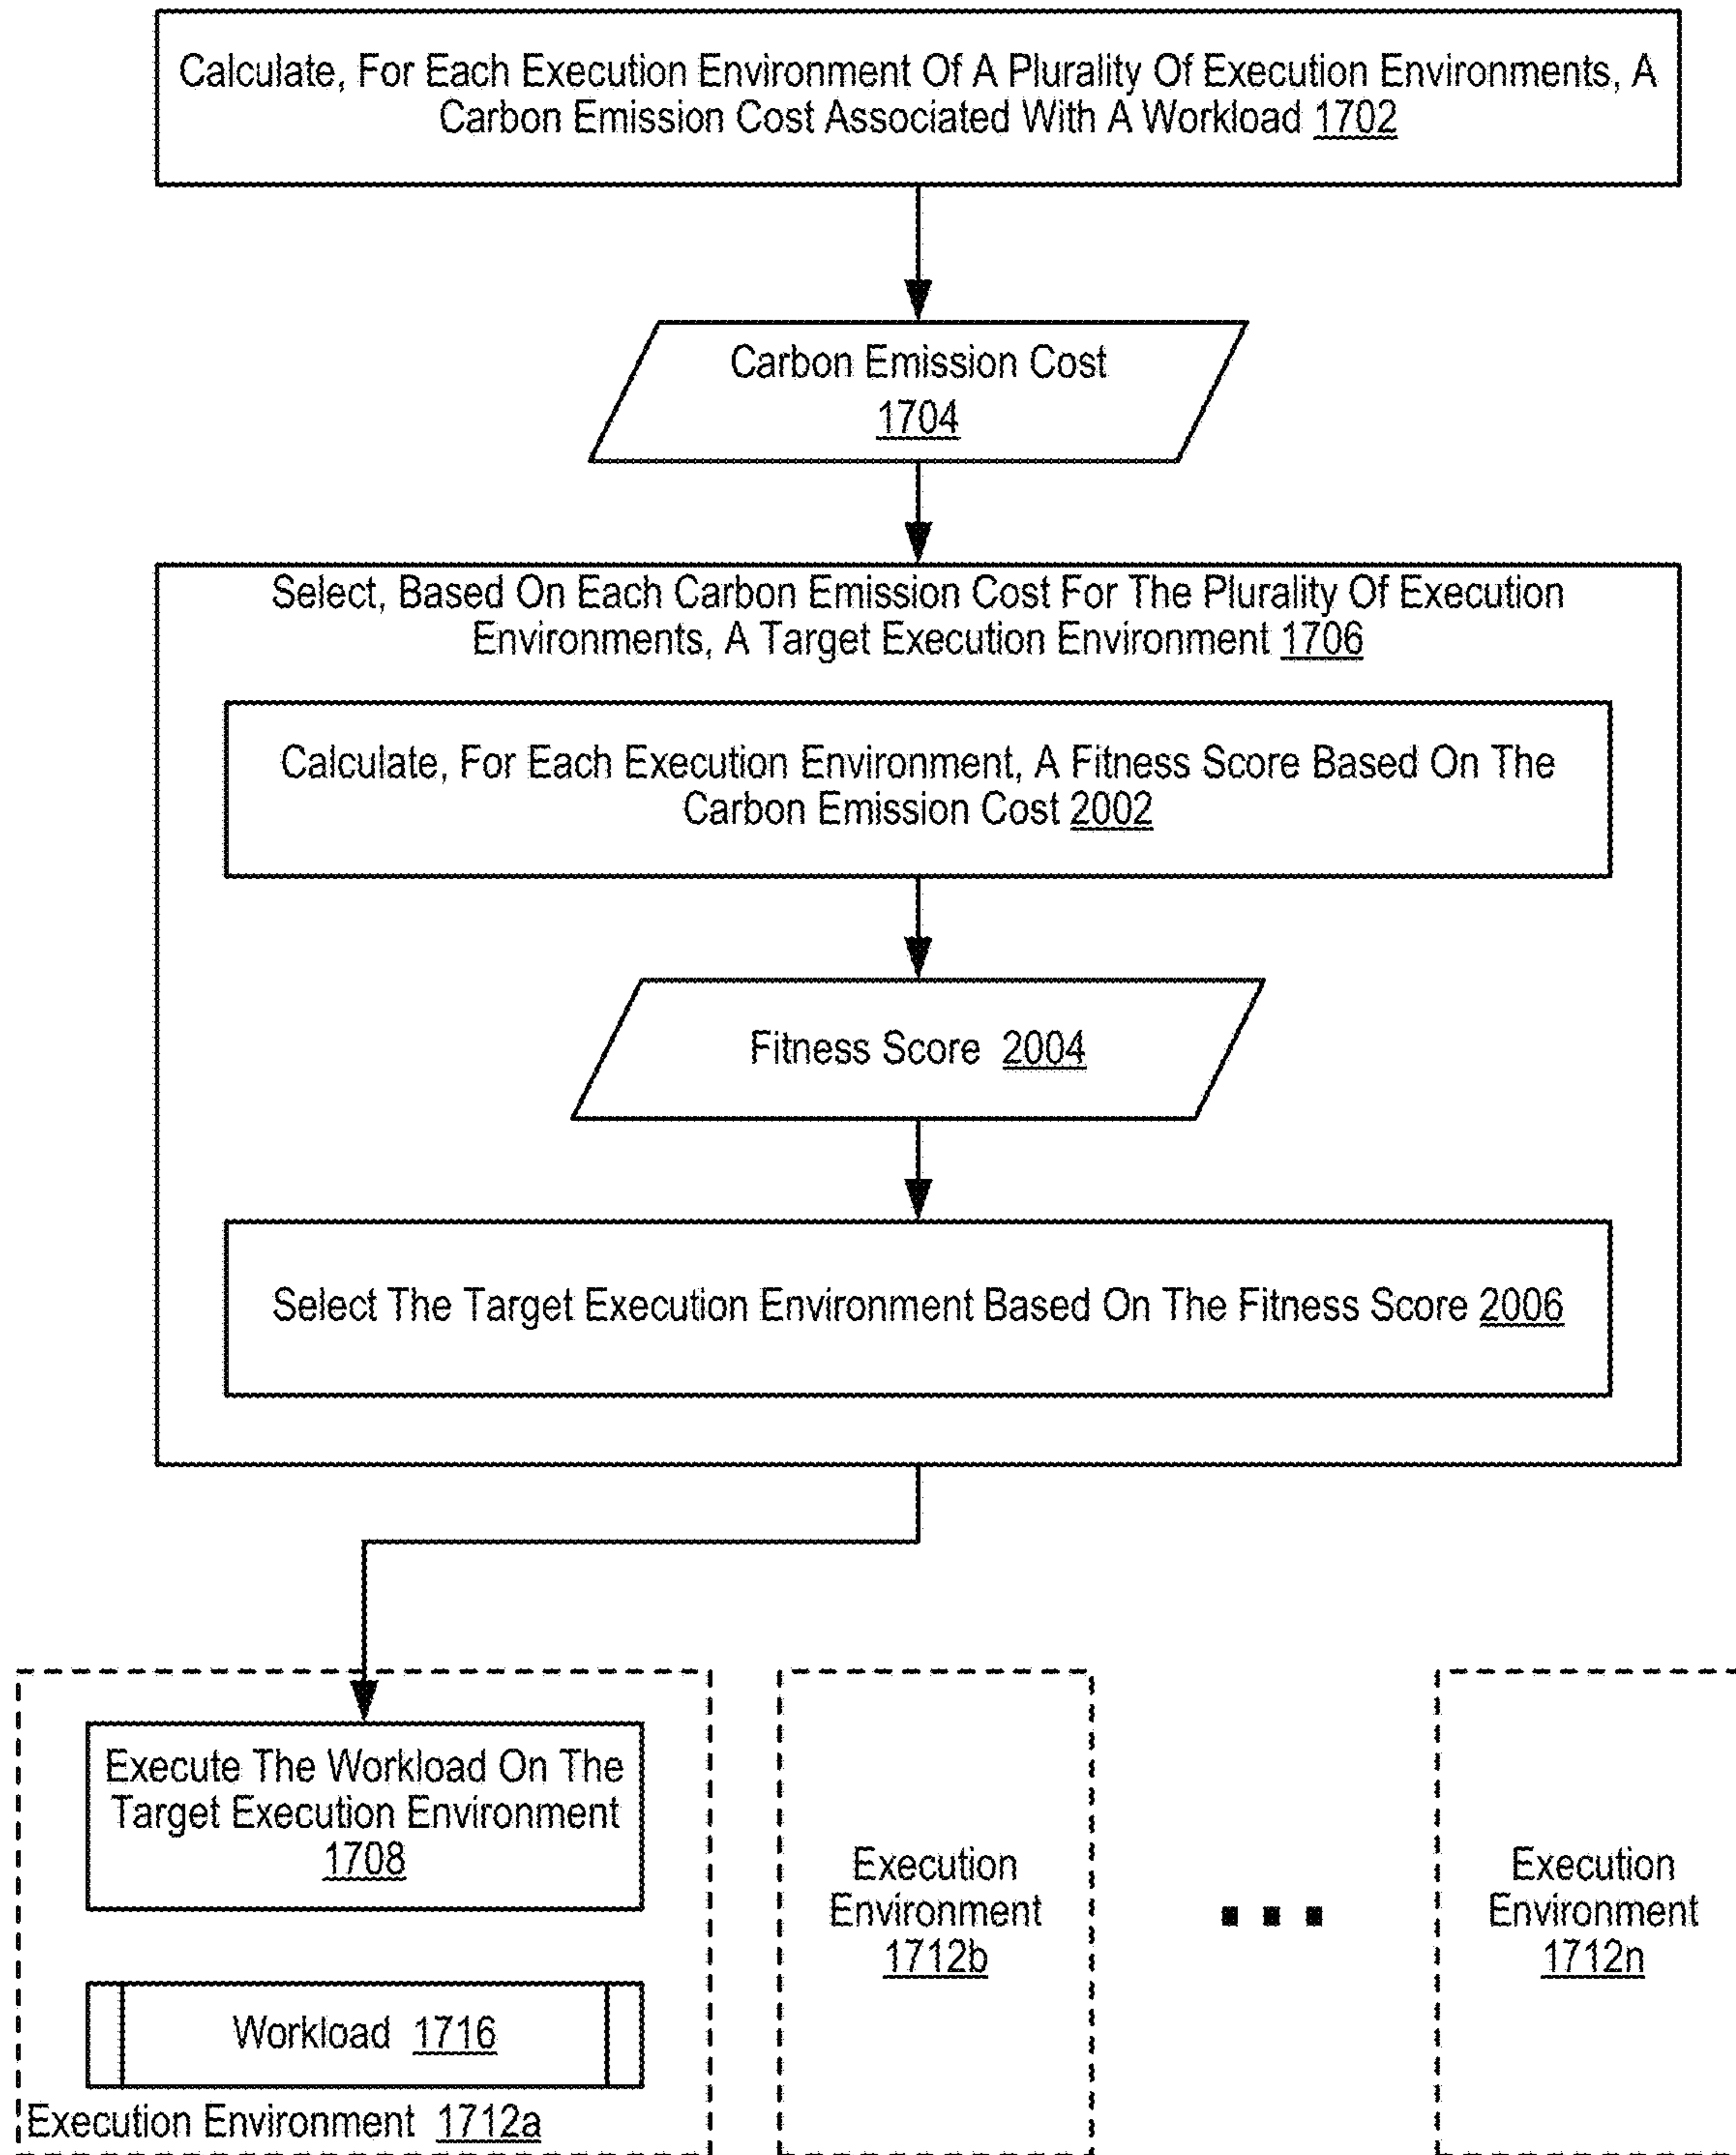 Calculate, For Each Execution Environment Of A Plurality Of Execution Environments, A
Carbon Emission Cost Associated With A Workload 1702
Carbon Emission Cost
1704
Select, Based On Each Carbon Emission Cost For The Plurality Of Execution
Environments, A Target Execution Environment 1706
Calculate, For Each Execution Environment, A Fitness Score Based On The
Carbon Emission Cost 2002
Fitness Score 2004
Select The Target Execution Environment Based On The Fitness Score 2006
Execute The Workload On The
Target Execution Environment
1708
Workload 1716
Execution Environment 1712a
Execution
Environment
1712b
Execution
Environment
1712n